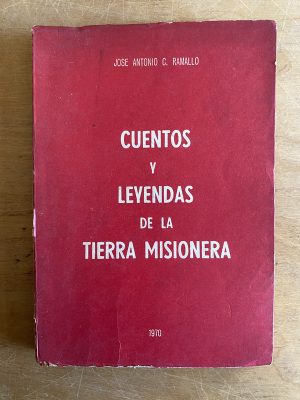 JOSE ANTONIO C. RAMALLO
CUENTOS
Y
LEYENDAS
DE LA
TIERRA MISIONERA
1970